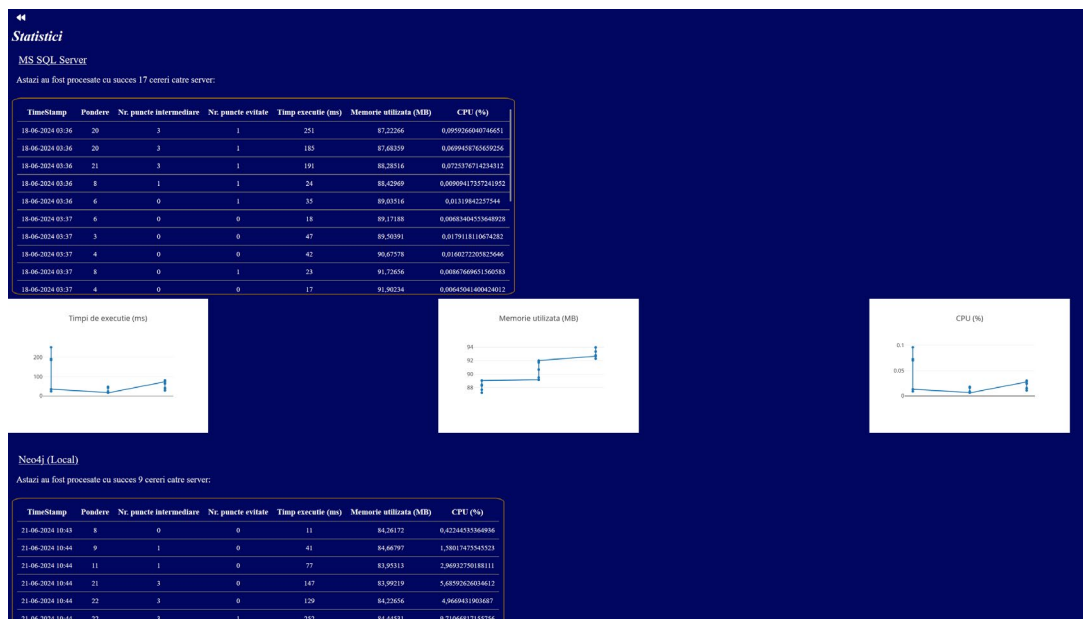 Statistici
MS SQL Server
Astazi au fost procesate cu succes 17 cereri catre server:
TimeStamp Pondere Nr. puncte intermediare Nr. puncte evitate Timp executie (ms) Memorie utilizata (MB) CPU (%)
18-06-2024 03:36 20 3 1 251 87,22266 0,0959266040746651
18-06-2024 03:36 20 3 1 185 87,68359 0,0699458765659256
18-06-2024 03:36 21 3 1 191 88,28516 0,0725376714234312
18-06-2024 03:36 8 1 1 24 88,42969 0,00909417357241952
18-06-2024 03:36 6 0 1 35 89,03516 0,01319842257544
18-06-2024 03:37 6 0 0 18 89,17188 0,00683404553648928
18-06-2024 03:37 3 0 0 47 89,50391 0,0179118110674282
18-06-2024 03:37 4 0 0 42 90,67578 0,0160272205825646
18-06-2024 03:37 8 0 1 23 91,72656 0,00867669651560583
18-06-2024 03:37 4 0 0 17 91,90234 0,00645041400424012
Timpi de executie (ms)
200
100
0
Memorie utilizata (MB)
94
92
90
88
CPU (%)
0.1
0.05
0
Neo4j (Local)
Astazi au fost procesate cu succes 9 cereri catre server:
TimeStamp Pondere Nr. puncte intermediare Nr. puncte evitate Timp executie (ms) Memorie utilizata (MB) CPU (%)
21-06-2024 10:43 8 0 0 11 84,26172 0,42244535364936
21-06-2024 10:44 9 1 0 41 84,66797 1,58017475545523
21-06-2024 10:44 11 1 0 77 83,95313 2,96932750188111
21-06-2024 10:44 21 3 0 147 83,99219 5,68592626034612
21-06-2024 10:44 22 3 0 129 84,22656 4,9669431903687
21-06-2024 10:44 22 3 1 252 84,44531